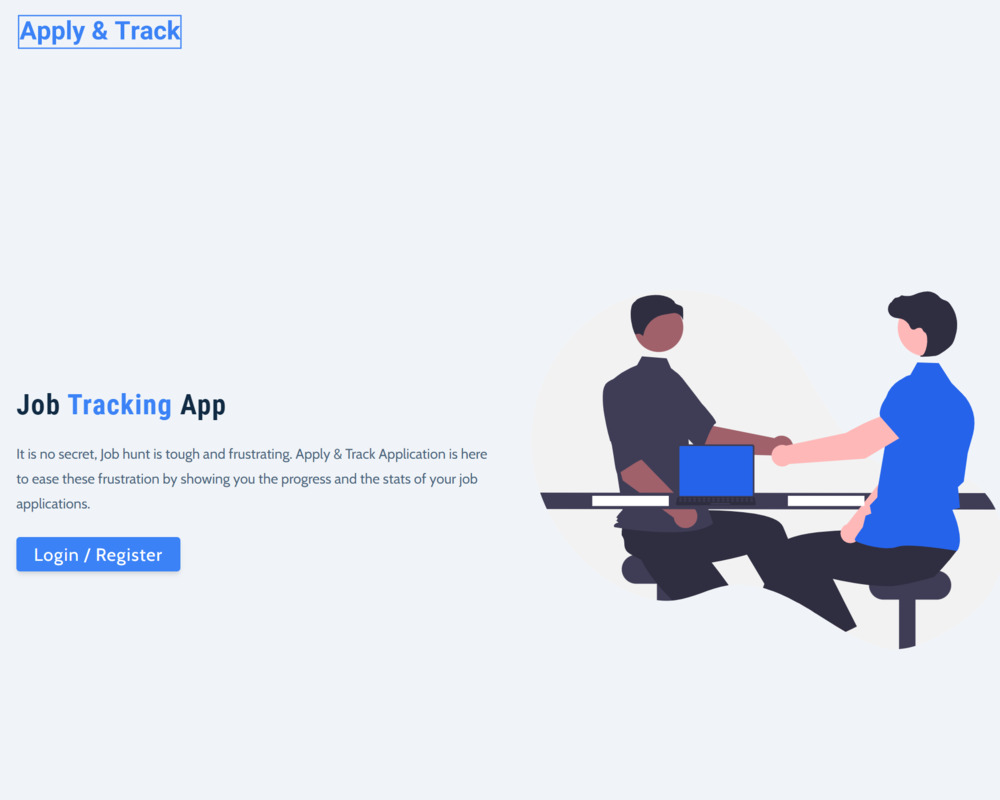 Apply & Track
Job Tracking App
It is no secret, Job hunt is tough and frustrating. Apply & Track Application is here
to ease these frustration by showing you the progress and the stats of your job
applications.
Login / Register